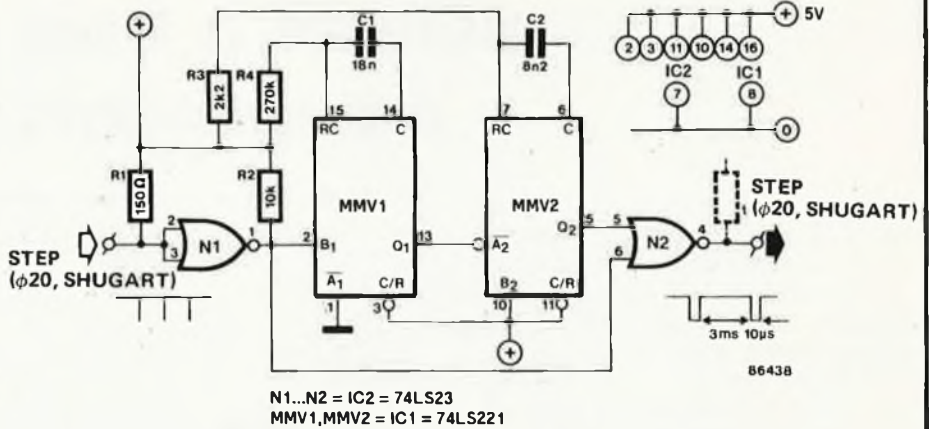 C1
18n
C2
8n2
+ 5V
2 3 11 10 14 16
IC2 IC1
7 8
0
+
R3
2k2
R4
270k
15 14
RC C
7 6
RC C
R1
150Ω
R2
10k
MMV1
MMV2
STEP
(ϕ20, SHUGART)
2
3
N1
1
2
B1
Q1
13
A1
C/R
1
3
A2
Q2
5
B2
C/R
10
11
+
5
6
N2
4
STEP
(ϕ20, SHUGART)
3ms 10µs
86438
N1...N2 = IC2 = 74LS23
MMV1,MMV2 = IC1 = 74LS221